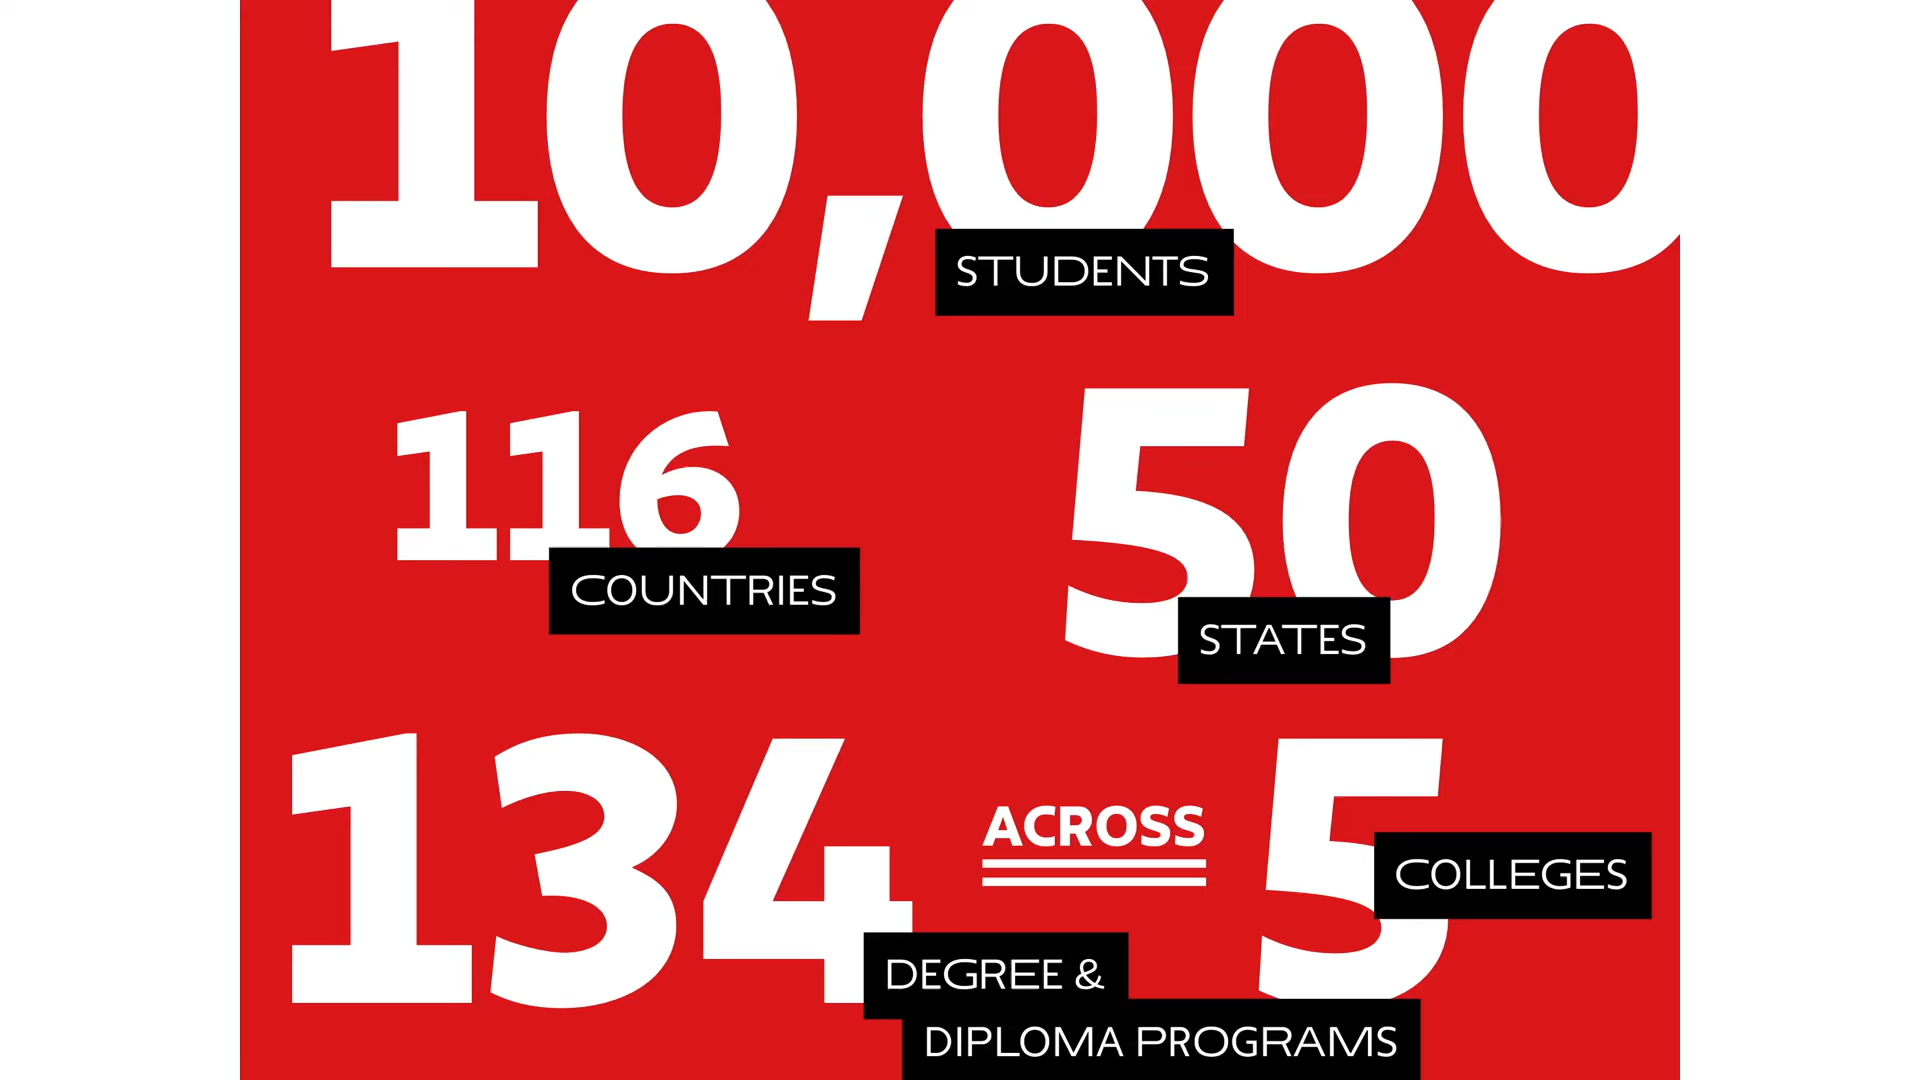 10,000
STUDENTS
116
COUNTRIES
50
STATES
134
DEGREE &
DIPLOMA PROGRAMS
ACROSS
5
COLLEGES